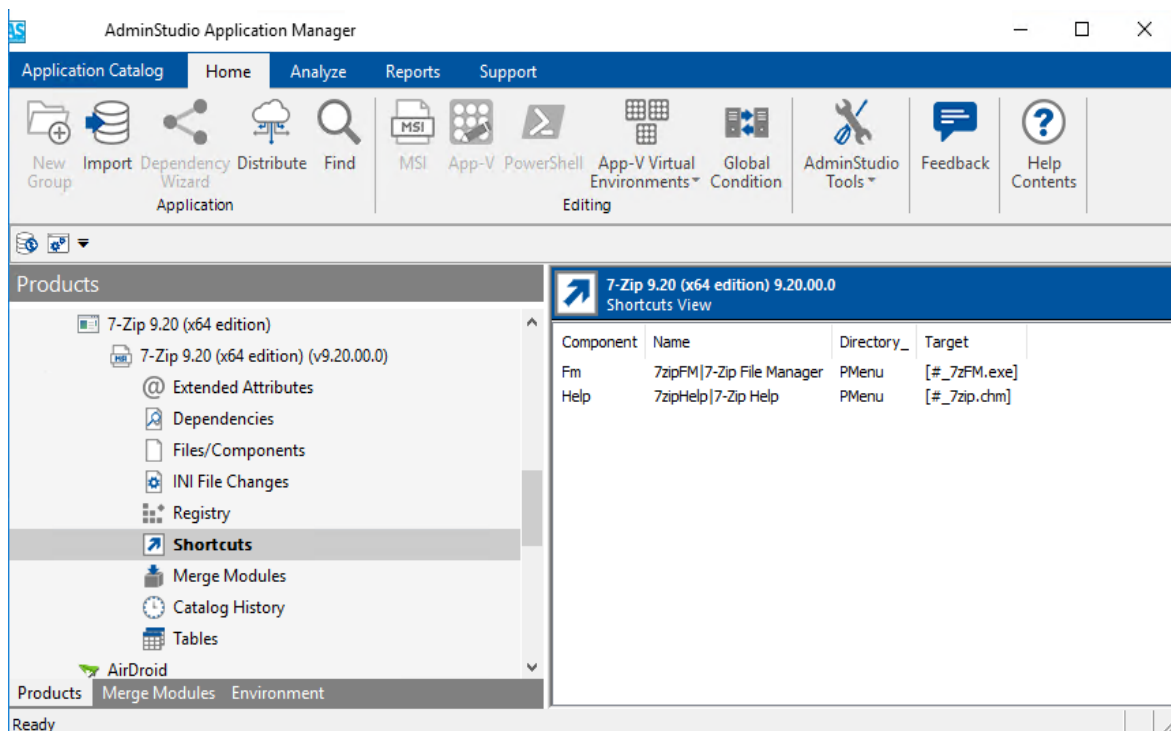 AS
AdminStudio Application Manager
Application Catalog Home Analyze Reports Support
New Group
Import
Dependency Wizard
Distribute
Find
Application
MSI
MSI
App-V
PowerShell
App-V Virtual Environments
Global Condition
Editing
AdminStudio Tools
Feedback
?
Help Contents
Products
7-Zip 9.20 (x64 edition)
7-Zip 9.20 (x64 edition) (v9.20.00.0)
@ Extended Attributes
Dependencies
Files/Components
INI File Changes
Registry
Shortcuts
Merge Modules
Catalog History
Tables
AirDroid
Products Merge Modules Environment
Ready
7-Zip 9.20 (x64 edition) 9.20.00.0
Shortcuts View
Component Name Directory_ Target
Fm 7zipFM|7-Zip File Manager PMenu [#_7zFM.exe]
Help 7zipHelp|7-Zip Help PMenu [#_7zip.chm]